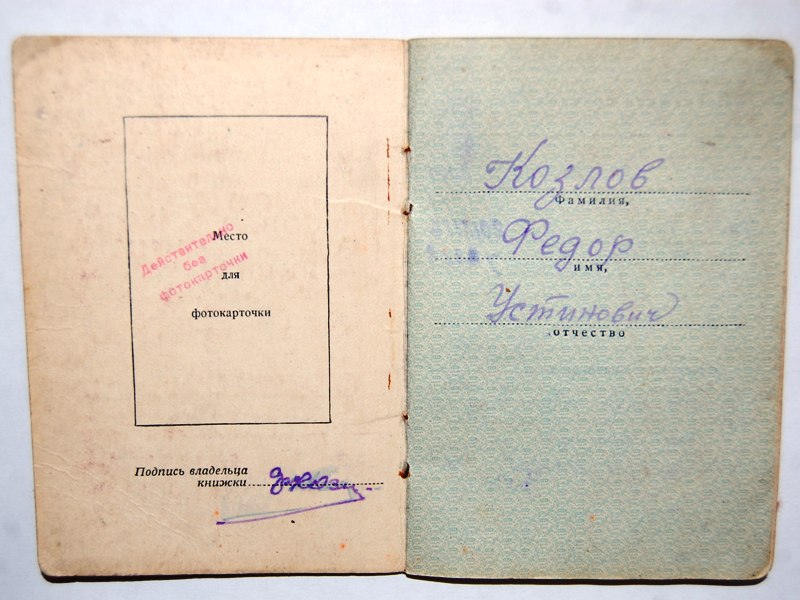 Действительно
без
фотокарточки
Место
для
фотокарточки
Подпись владельца
книжки
Козлов
Фамилия,
Федор
имя,
Устинович
отчество